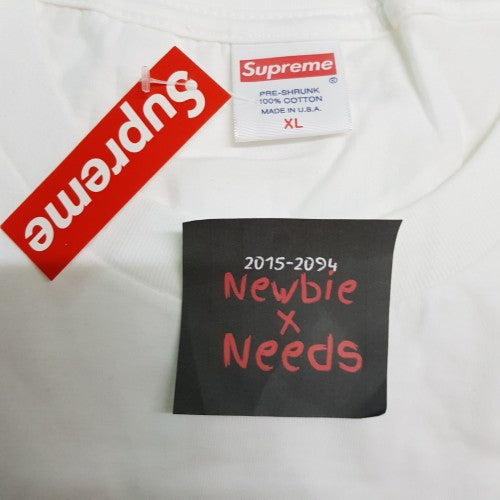 Supreme
©
PRE-SHRUNK
100% COTTON
MADE IN U.S.A.
XL
Supreme
2015-2094
Newbie
x
Needs